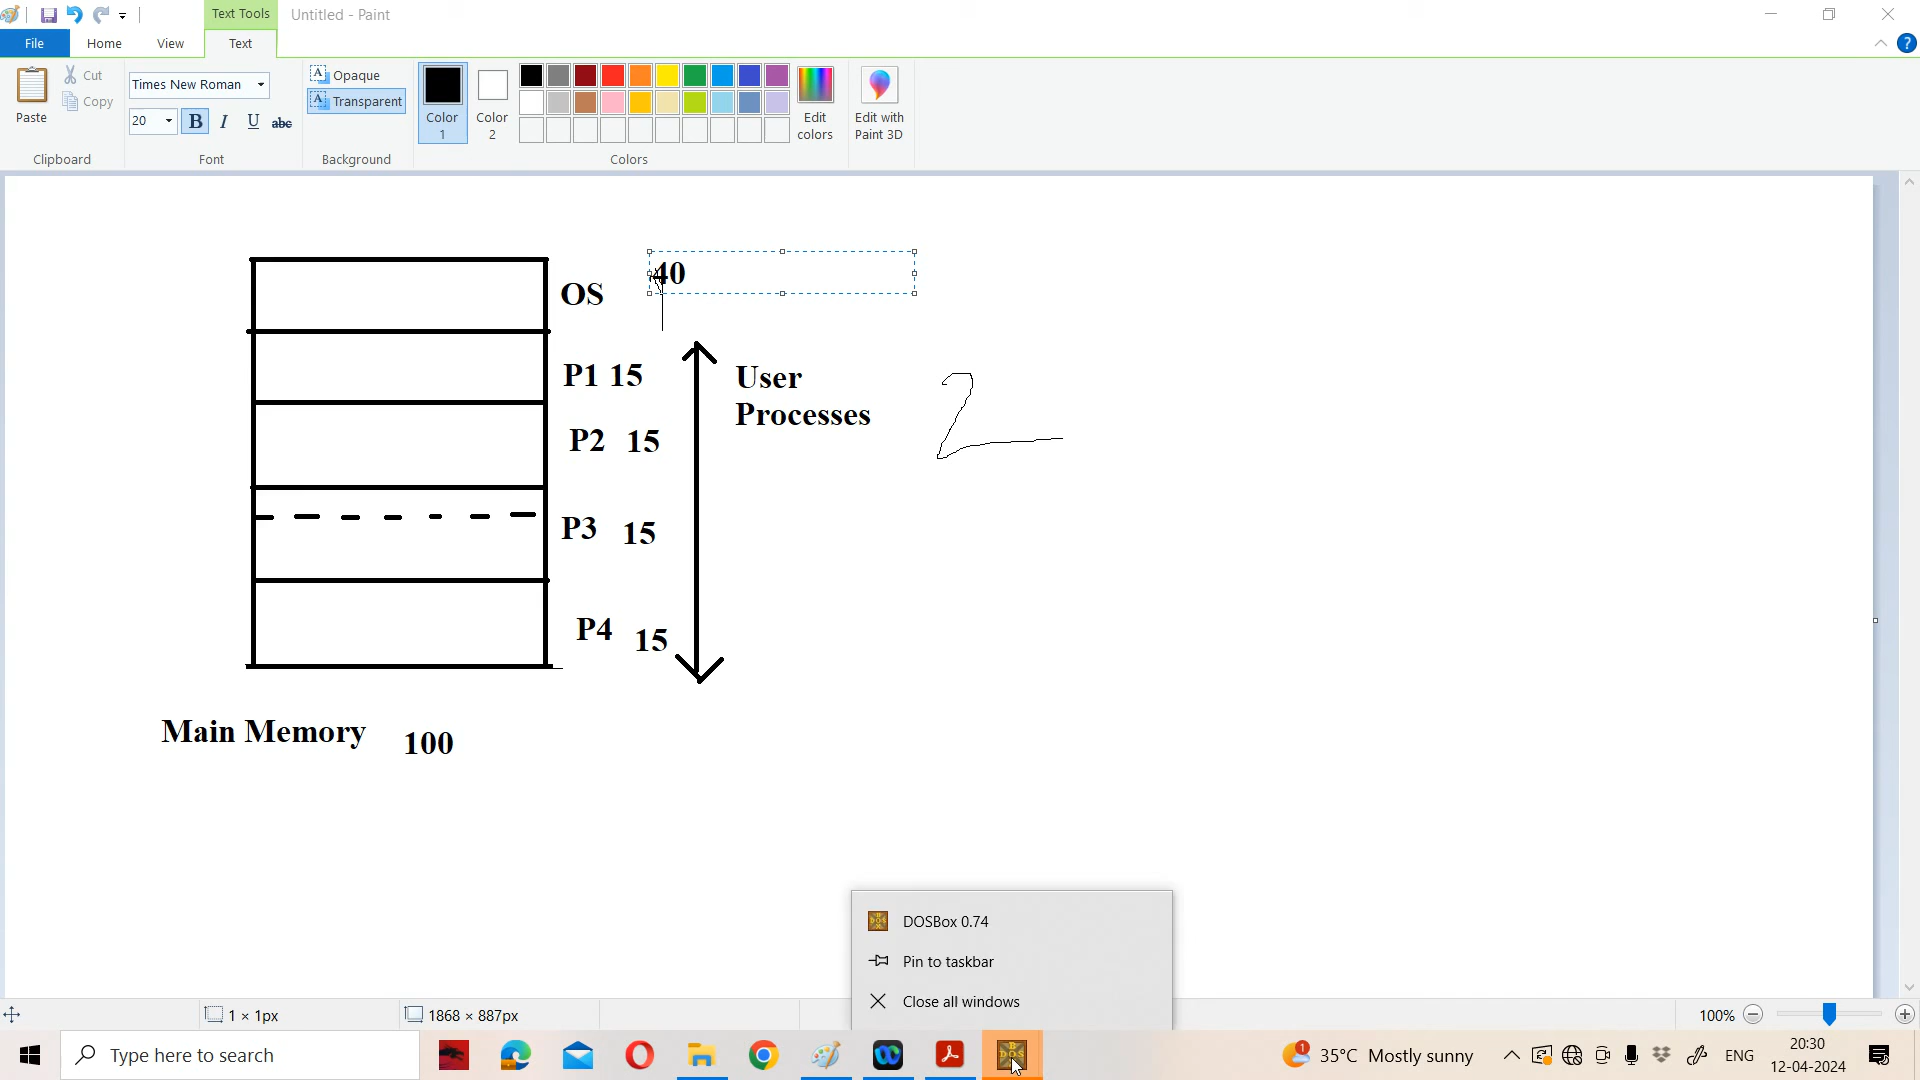 Text Tools
Untitled - Paint
File
Home
View
Text
?
Paste
Cut
Copy
Clipboard
Times New Roman
20
B I U abc
Font
A Opaque
A Transparent
Background
Color 1
Color 2
Edit colors
Colors
Edit with Paint 3D
40
OS
P1 15
User
Processes
2
P2 15
P3 15
P4 15
Main Memory 100
DOSBox 0.74
Pin to taskbar
Close all windows
1 × 1px
1868 × 887px
100%
Type here to search
1
35°C Mostly sunny
ENG
20:30
12-04-2024